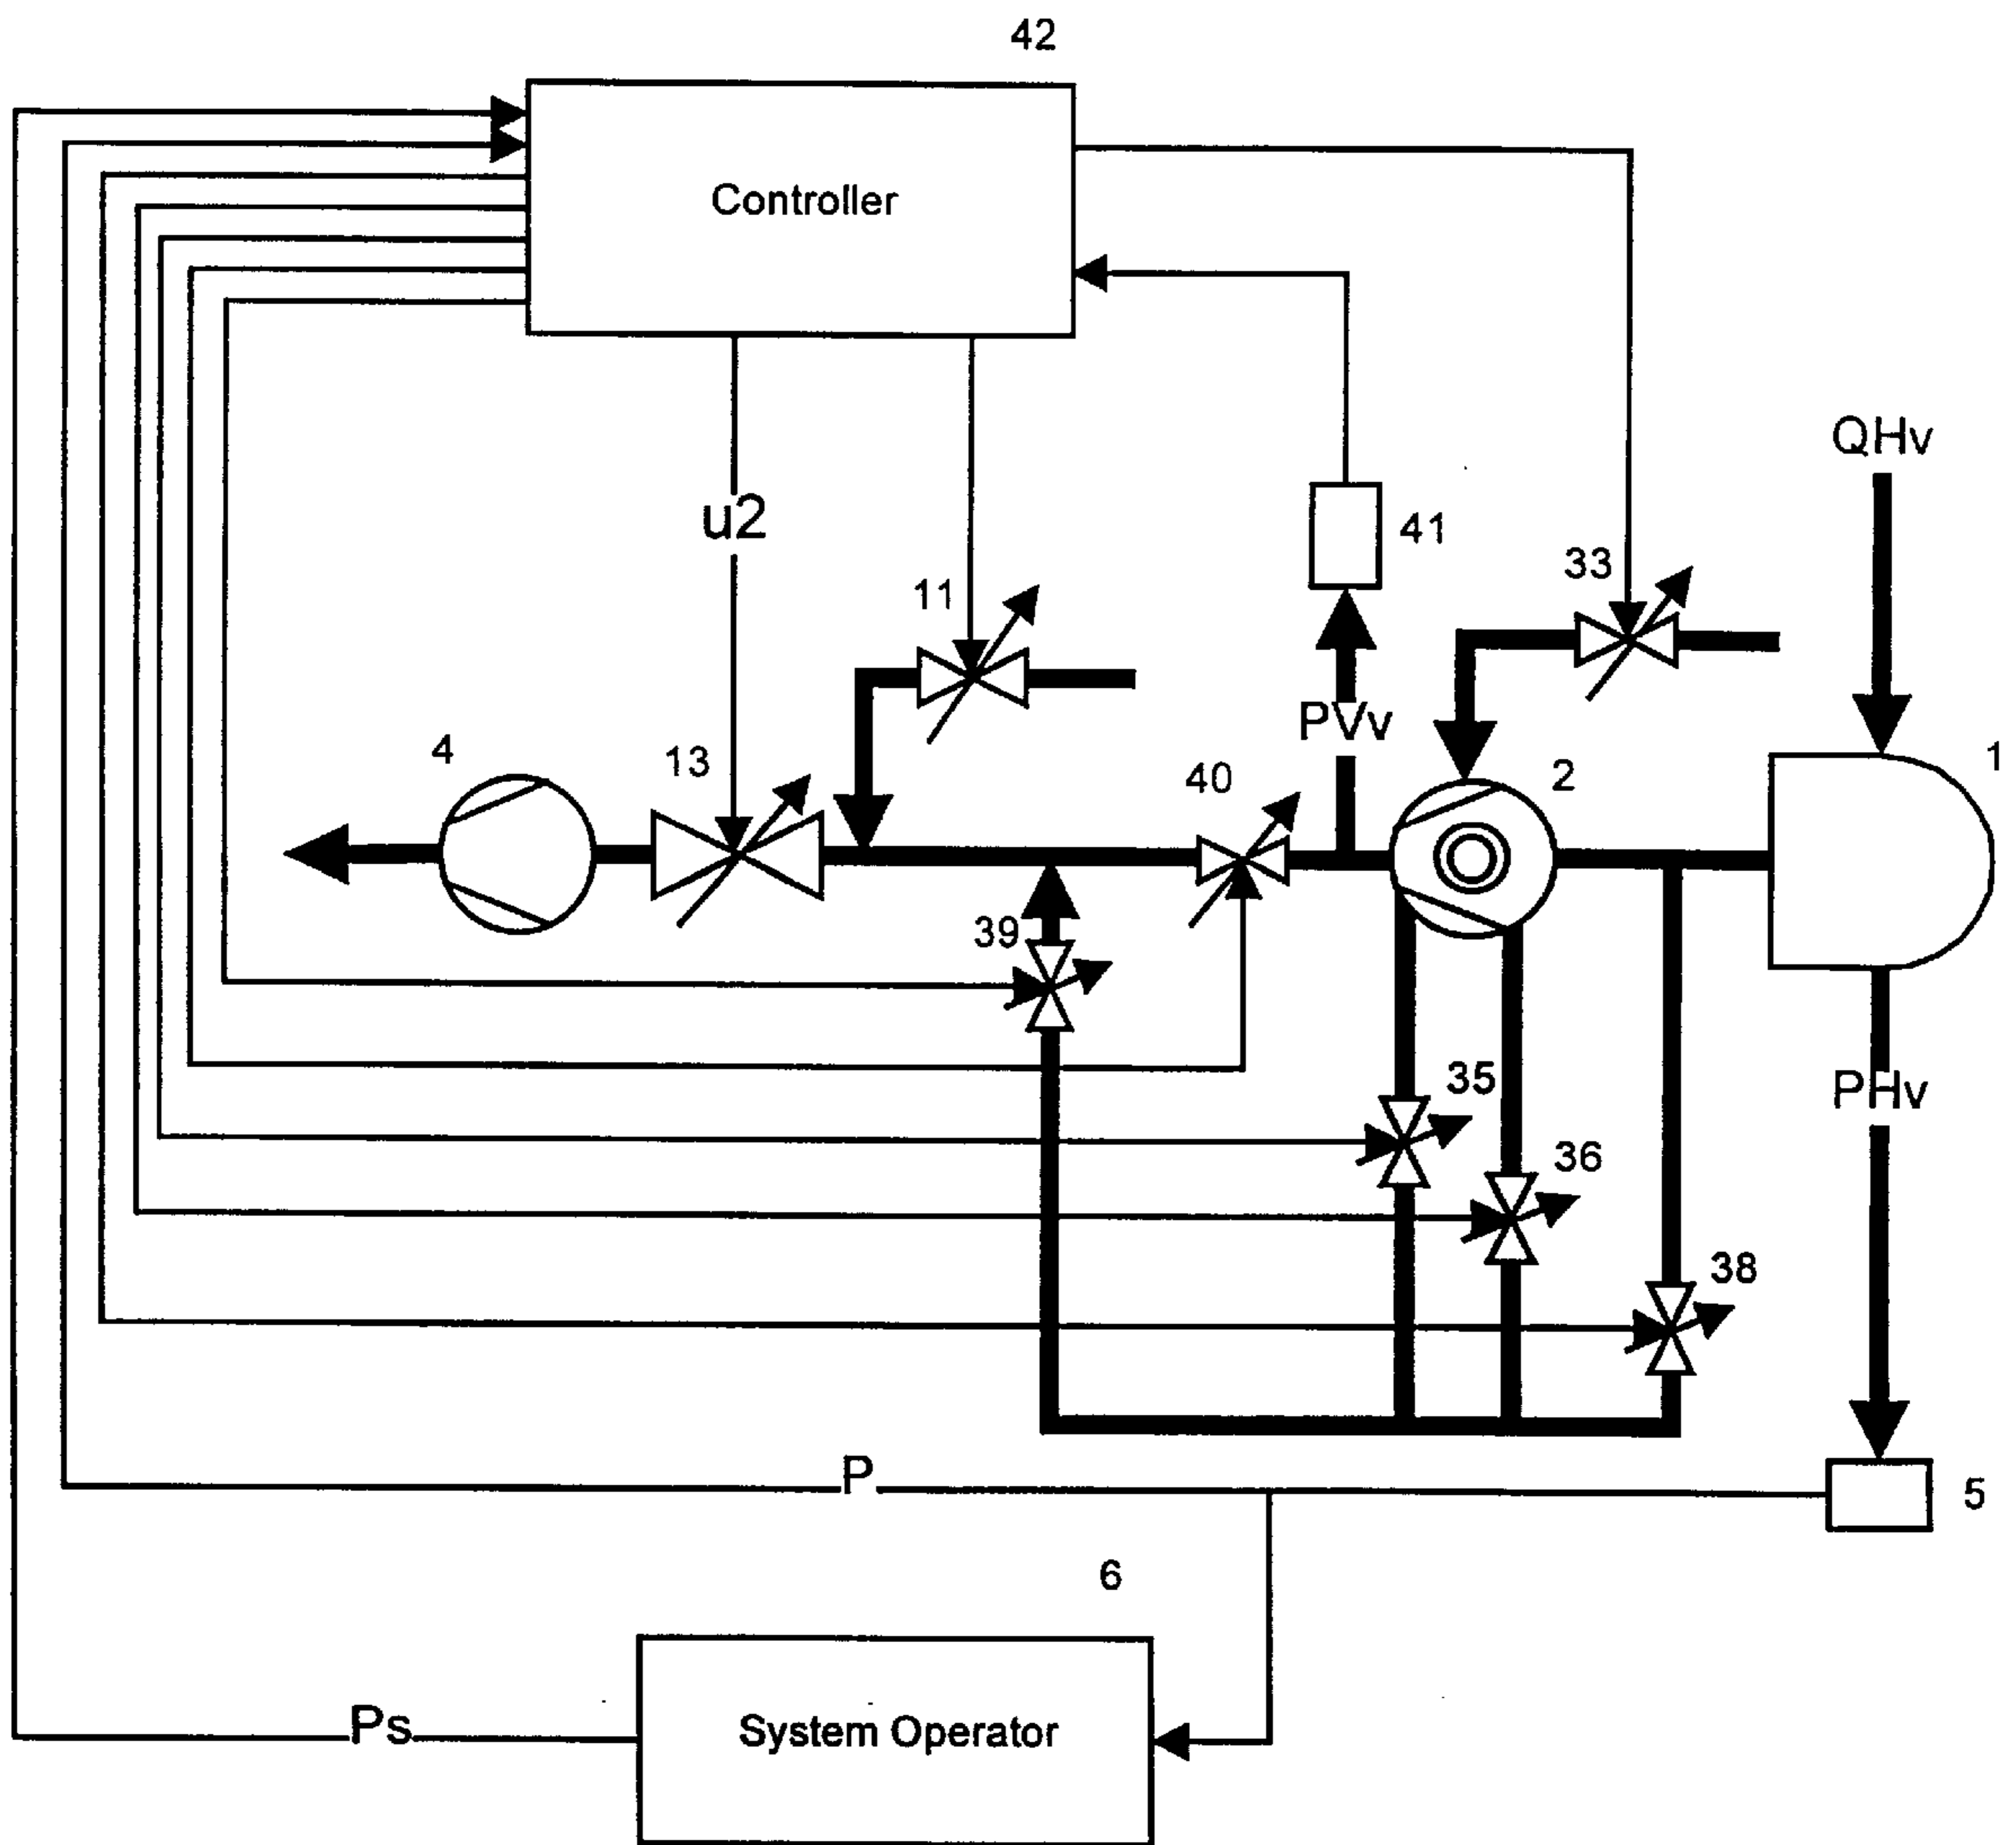 42
Controller
QHv
u2
41
33
11
PVv
4
13
40
2
1
39
35
PHv
36
38
P
5
6
Ps
System Operator